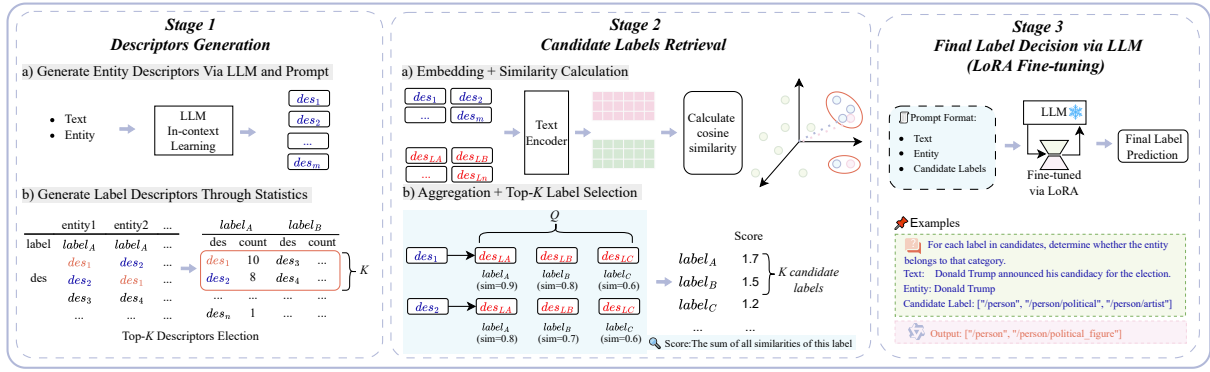 Stage 1
Descriptors Generation
a) Generate Entity Descriptors Via LLM and Prompt
Text
Entity
LLM
In-context
Learning
des1
des2
...
desm
b) Generate Label Descriptors Through Statistics
entity1 entity2 ...
label labelA labelA ...
des1 des2 ...
des des2 des1 ...
des3 des4 ...
... ... ...
labelA labelB
des count des count
des1 10 des3 ...
des2 8 des4 ...
... ... ... ...
desn 1
K
Top-K Descriptors Election
Stage 2
Candidate Labels Retrieval
a) Embedding + Similarity Calculation
des1 des2
... desm
desLA desLB
... desLn
Text
Encoder
Calculate
cosine
similarity
b) Aggregation + Top-K Label Selection
Q
des1 desLA desLB desLC
labelA labelB labelC
(sim=0.9) (sim=0.8) (sim=0.6)
des2 desLA desLB desLC
labelA labelB labelC
(sim=0.8) (sim=0.7) (sim=0.6)
Score
labelA 1.7
labelB 1.5
labelC 1.2
... ...
K candidate
labels
Score:The sum of all similarities of this label
Stage 3
Final Label Decision via LLM
(LoRA Fine-tuning)
Prompt Format:
Text
Entity
Candidate Labels
LLM
Fine-tuned
via LoRA
Final Label
Prediction
Examples
For each label in candidates, determine whether the entity
belongs to that category.
Text: Donald Trump announced his candidacy for the election.
Entity: Donald Trump
Candidate Label: ["/person", "/person/political", "/person/artist"]
Output: ["/person", "/person/political_figure"]